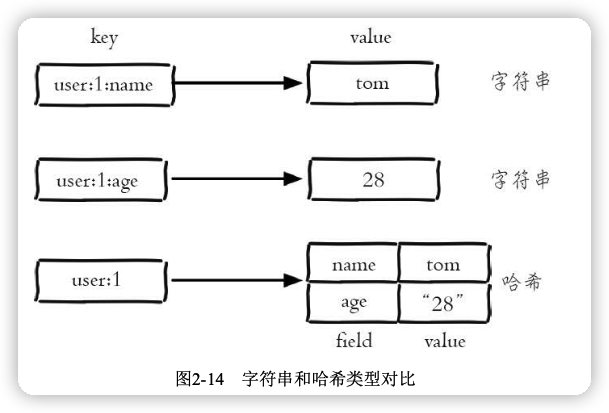 key value
user:1:name tom 字符串
user:1:age 28 字符串
name tom
user:1 哈希
age “28”
field value
图2-14 字符串和哈希类型对比